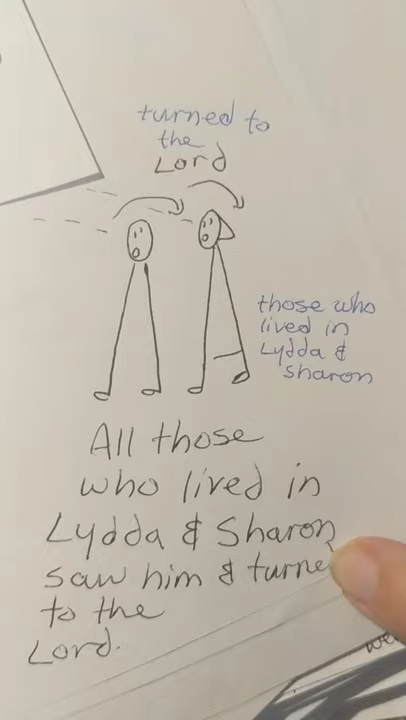 turned to
the
Lord
those who
lived in
Lydda &
Sharon
All those
who lived in
Lydda & Sharon
saw him & turne
to the
Lord.